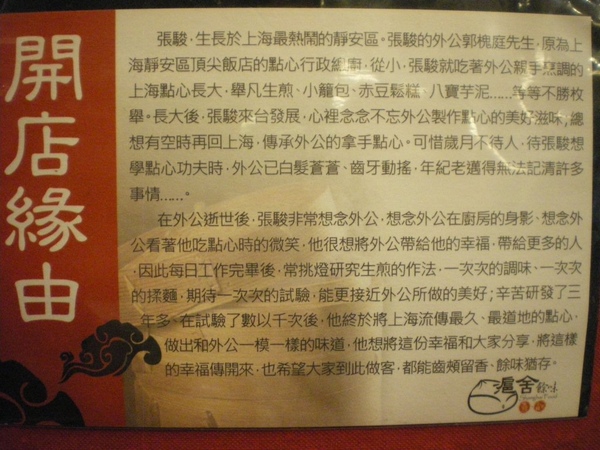 開店緣由
張駿，生長於上海最熱鬧的靜安區。張駿的外公郭槐庭先生，原為上
海靜安區頂尖飯店的點心行政總廚，從小，張駿就吃著外公親手烹調的
上海點心長大，舉凡生煎、小籠包、赤豆鬆糕、八寶芋泥……等等不勝枚
舉。長大後，張駿來台發展，心裡念念不忘外公製作點心的美好滋味，總
想有空時再回上海，傳承外公的拿手點心。可惜歲月不待人，待張駿想
學點心功夫時，外公已白髮蒼蒼、齒牙動搖，年紀老邁得無法記清許多
事情……。
在外公逝世後，張駿非常想念外公，想念外公在廚房的身影、想念外
公看著他吃點心時的微笑，他很想將外公帶給他的幸福，帶給更多的人
，因此每日工作完畢後，常挑燈研究生煎的作法，一次次的調味、一次次
的揉麵，期待一次次的試驗，能更接近外公所做的美好；辛苦研發了三
年多、在試驗了數以千次後，他終於將上海流傳最久、最道地的點心，
做出和外公一模一樣的味道，他想將這份幸福和大家分享，將這樣
的幸福傳開來，也希望大家到此做客，都能齒頰留香、餘味猶存。
滬舍餘味